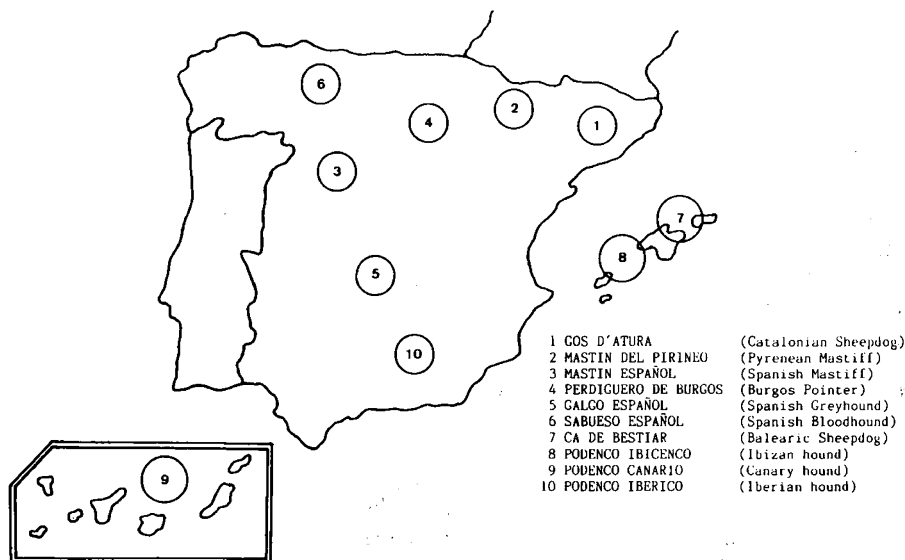 6
2
4
1
3
7
8
5
10
9
1 GOS D'ATURA (Catalonian Sheepdog)
2 MASTIN DEL PIRINEO (Pyrenean Mastiff)
3 MASTIN ESPAÑOL (Spanish Mastiff)
4 PERDIGUERO DE BURGOS (Burgos Pointer)
5 GALGO ESPAÑOL (Spanish Greyhound)
6 SABUESO ESPAÑOL (Spanish Bloodhound)
7 CA DE BESTIAR (Balearic Sheepdog)
8 PODENCO IBICENCO (Ibizan hound)
9 PODENCO CANARIO (Canary hound)
10 PODENCO IBERICO (Iberian hound)